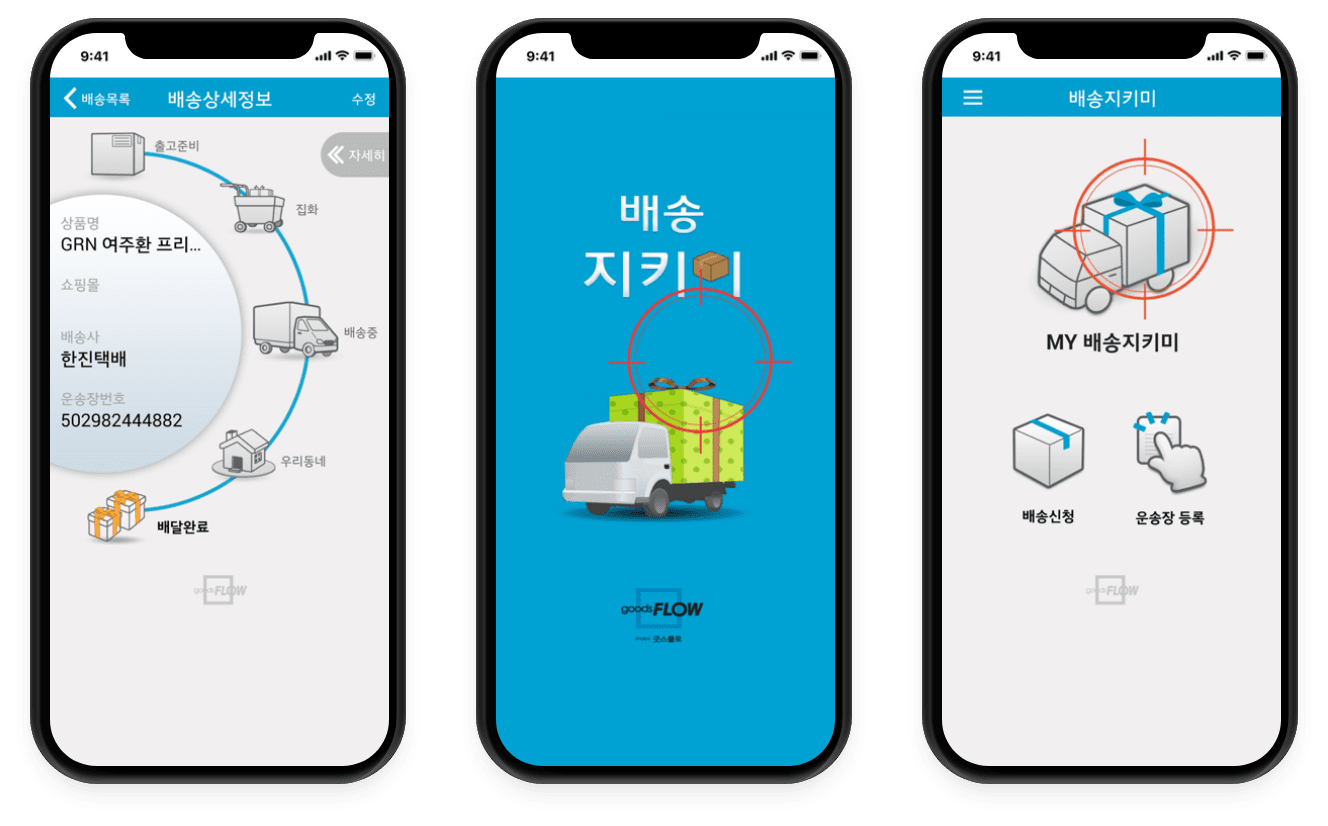 9:41
배송목록
배송상세정보
수정
출고준비
자세히
집화
상품명
GRN 여주환 프리...
쇼핑몰
배송중
배송사
한진택배
운송장번호
502982444882
우리동네
배달완료
goodsFLOW
9:41
배송
지키미
goodsFLOW
굿스플로
9:41
배송지키미
MY 배송지키미
배송신청
운송장 등록
goodsFLOW